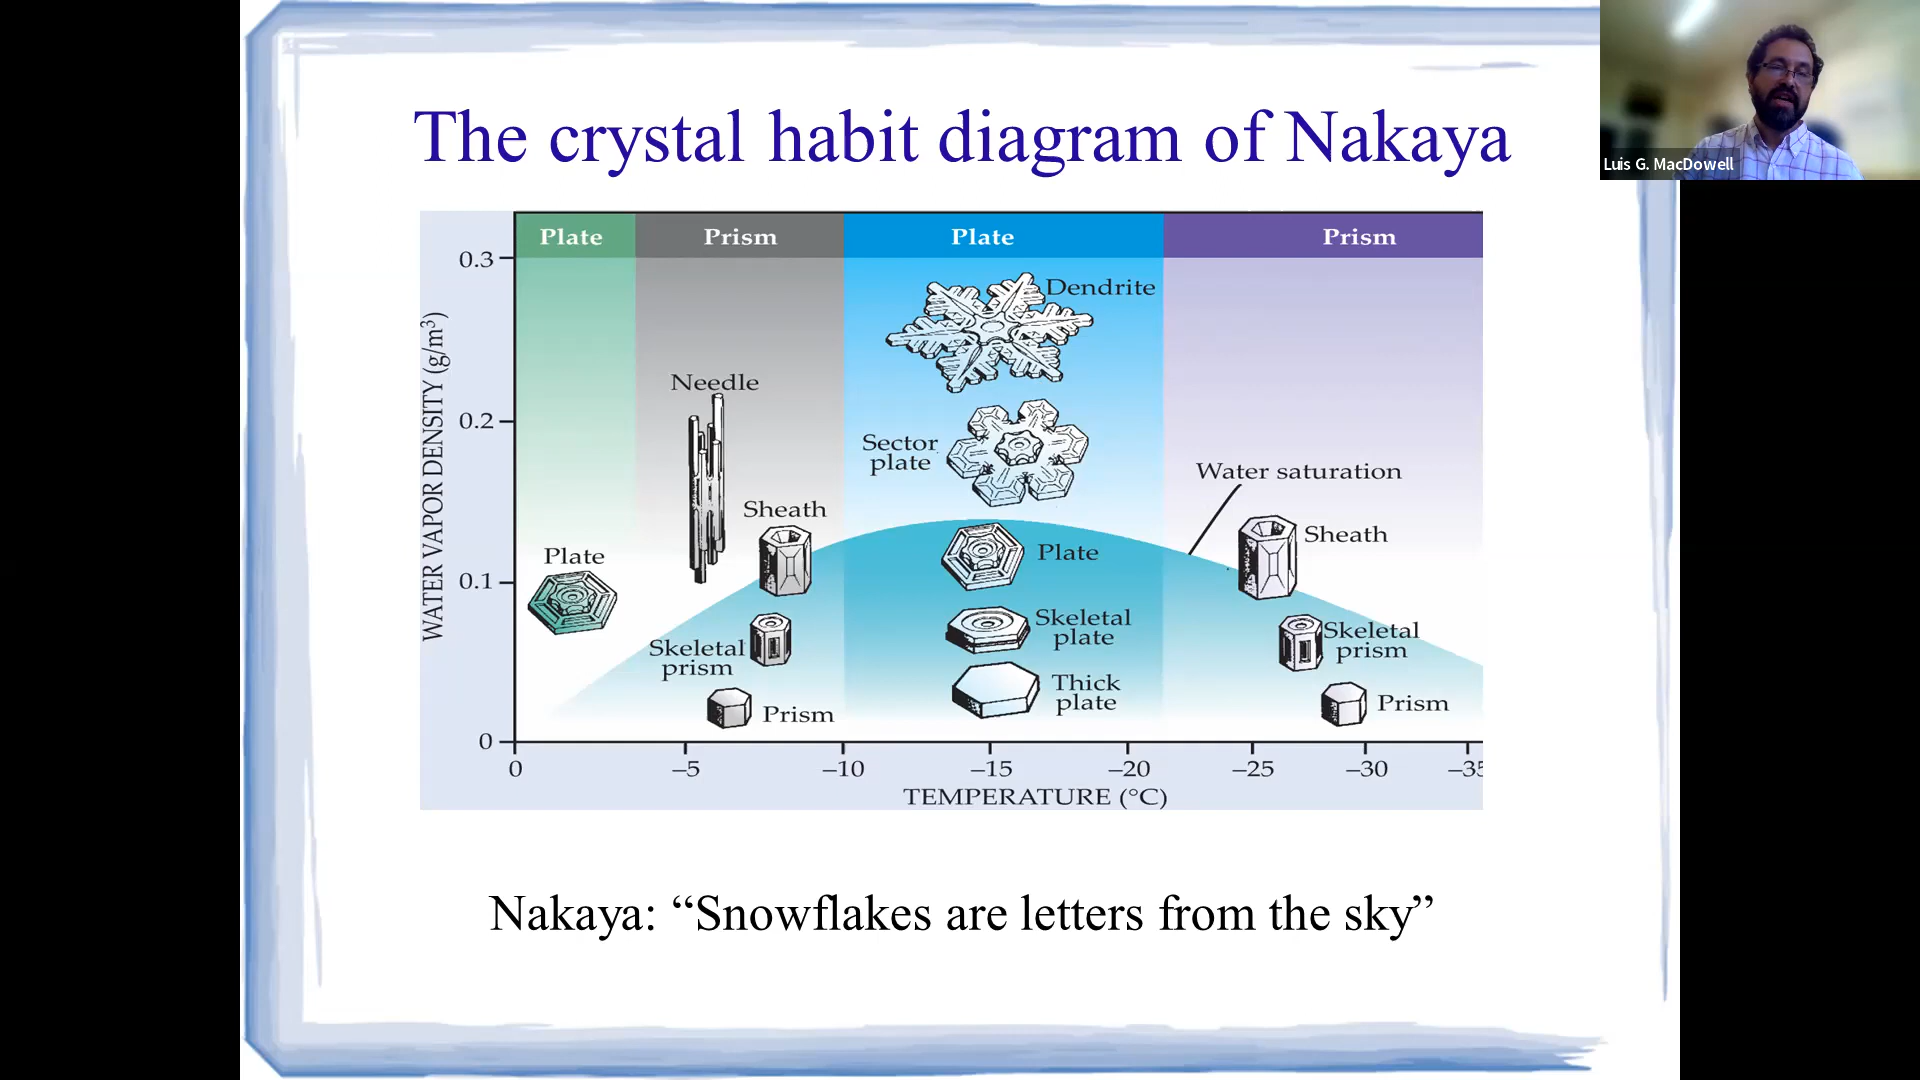 The crystal habit diagram of Nakaya
Luis G. MacDowell
Plate
Prism
Plate
Prism
WATER VAPOR DENSITY (g/m³)
0.3
0.2
0.1
0
Dendrite
Needle
Sector
plate
Water saturation
Sheath
Sheath
Plate
Plate
Skeletal
plate
Skeletal
prism
Skeletal
prism
Thick
plate
Prism
Prism
0
–5
–10
–15
–20
–25
–30
–35
TEMPERATURE (°C)
Nakaya: “Snowflakes are letters from the sky”